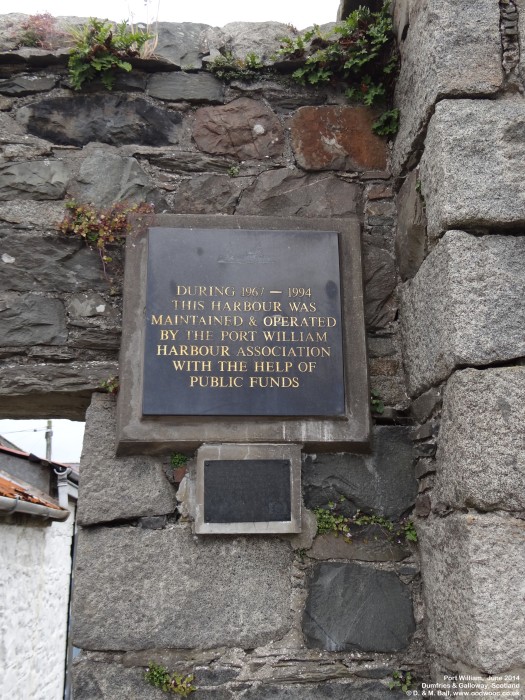 DURING 1967 — 1994
THIS HARBOUR WAS
MAINTAINED & OPERATED
BY THE PORT WILLIAM
HARBOUR ASSOCIATION
WITH THE HELP OF
PUBLIC FUNDS
Port William, June 2014
Dumfries & Galloway, Scotland
© D. & M. Ball,